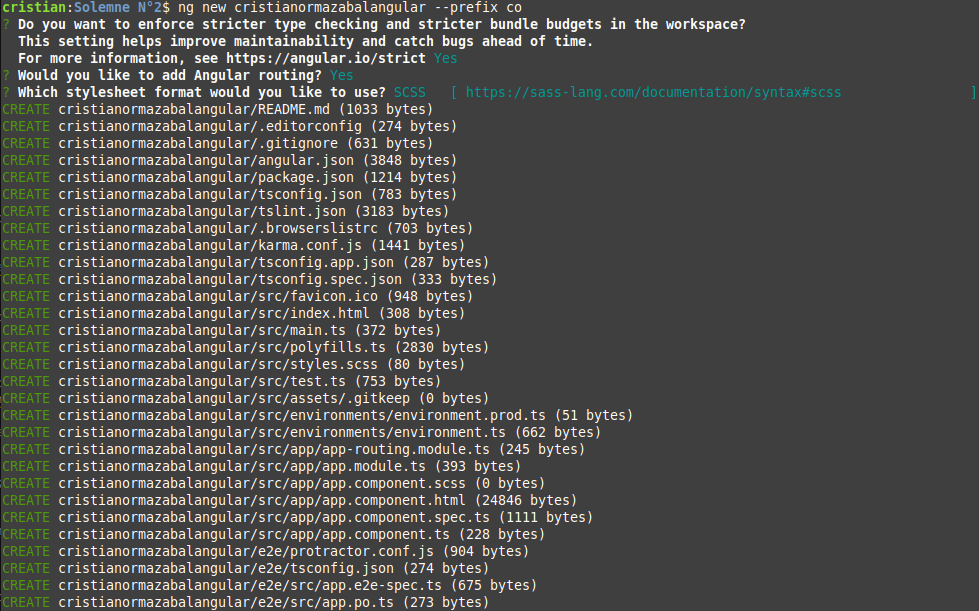 cristian:Solemne N°2$ ng new cristianormazabalangular --prefix co
? Do you want to enforce stricter type checking and stricter bundle budgets in the workspace?
This setting helps improve maintainability and catch bugs ahead of time.
For more information, see https://angular.io/strict Yes
? Would you like to add Angular routing? Yes
? Which stylesheet format would you like to use? SCSS [ https://sass-lang.com/documentation/syntax#scss ]
CREATE cristianormazabalangular/README.md (1033 bytes)
CREATE cristianormazabalangular/.editorconfig (274 bytes)
CREATE cristianormazabalangular/.gitignore (631 bytes)
CREATE cristianormazabalangular/angular.json (3848 bytes)
CREATE cristianormazabalangular/package.json (1214 bytes)
CREATE cristianormazabalangular/tsconfig.json (783 bytes)
CREATE cristianormazabalangular/tslint.json (3183 bytes)
CREATE cristianormazabalangular/.browserslistrc (703 bytes)
CREATE cristianormazabalangular/karma.conf.js (1441 bytes)
CREATE cristianormazabalangular/tsconfig.app.json (287 bytes)
CREATE cristianormazabalangular/tsconfig.spec.json (333 bytes)
CREATE cristianormazabalangular/src/favicon.ico (948 bytes)
CREATE cristianormazabalangular/src/index.html (308 bytes)
CREATE cristianormazabalangular/src/main.ts (372 bytes)
CREATE cristianormazabalangular/src/polyfills.ts (2830 bytes)
CREATE cristianormazabalangular/src/styles.scss (80 bytes)
CREATE cristianormazabalangular/src/test.ts (753 bytes)
CREATE cristianormazabalangular/src/assets/.gitkeep (0 bytes)
CREATE cristianormazabalangular/src/environments/environment.prod.ts (51 bytes)
CREATE cristianormazabalangular/src/environments/environment.ts (662 bytes)
CREATE cristianormazabalangular/src/app/app-routing.module.ts (245 bytes)
CREATE cristianormazabalangular/src/app/app.module.ts (393 bytes)
CREATE cristianormazabalangular/src/app/app.component.scss (0 bytes)
CREATE cristianormazabalangular/src/app/app.component.html (24846 bytes)
CREATE cristianormazabalangular/src/app/app.component.spec.ts (1111 bytes)
CREATE cristianormazabalangular/src/app/app.component.ts (228 bytes)
CREATE cristianormazabalangular/e2e/protractor.conf.js (904 bytes)
CREATE cristianormazabalangular/e2e/tsconfig.json (274 bytes)
CREATE cristianormazabalangular/e2e/src/app.e2e-spec.ts (675 bytes)
CREATE cristianormazabalangular/e2e/src/app.po.ts (273 bytes)